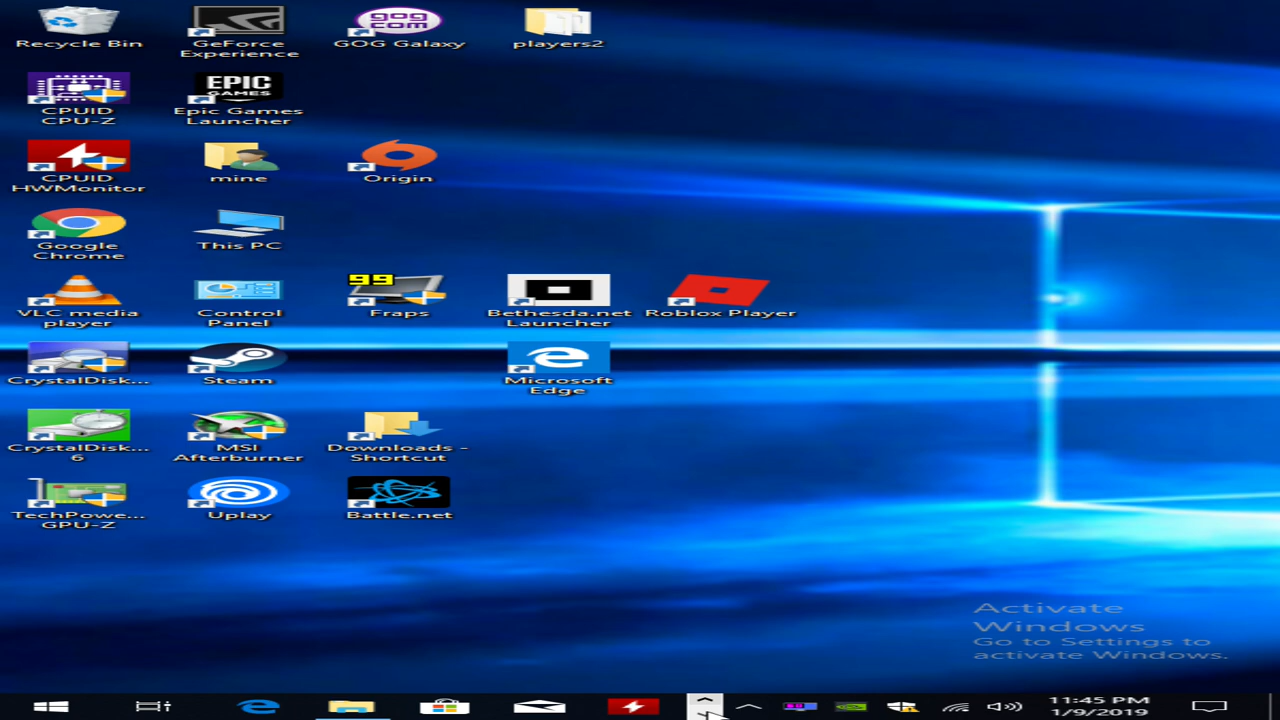 Recycle Bin
GeForce
Experience
gog
com
GOG Galaxy
players2
CPUID
CPU-Z
EPIC
GAMES
Epic Games
Launcher
CPUID
HWMonitor
mine
Origin
Google
Chrome
This PC
VLC media
player
Control
Panel
99
Fraps
Bethesda.net
Launcher
Roblox Player
CrystalDisk...
Steam
Microsoft
Edge
CrystalDisk...
6
MSI
Afterburner
Downloads -
Shortcut
TechPowe...
GPU-Z
Uplay
Battle.net
Activate
Windows
Go to Settings to
activate Windows.
11:45 PM
1/9/2019